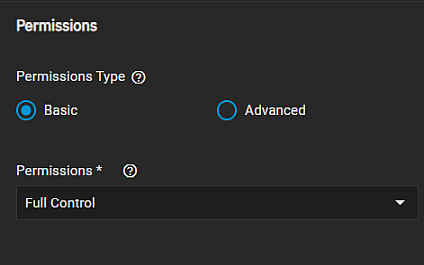 Permissions
Permissions Type ?
Basic
Advanced
Permissions * ?
Full Control